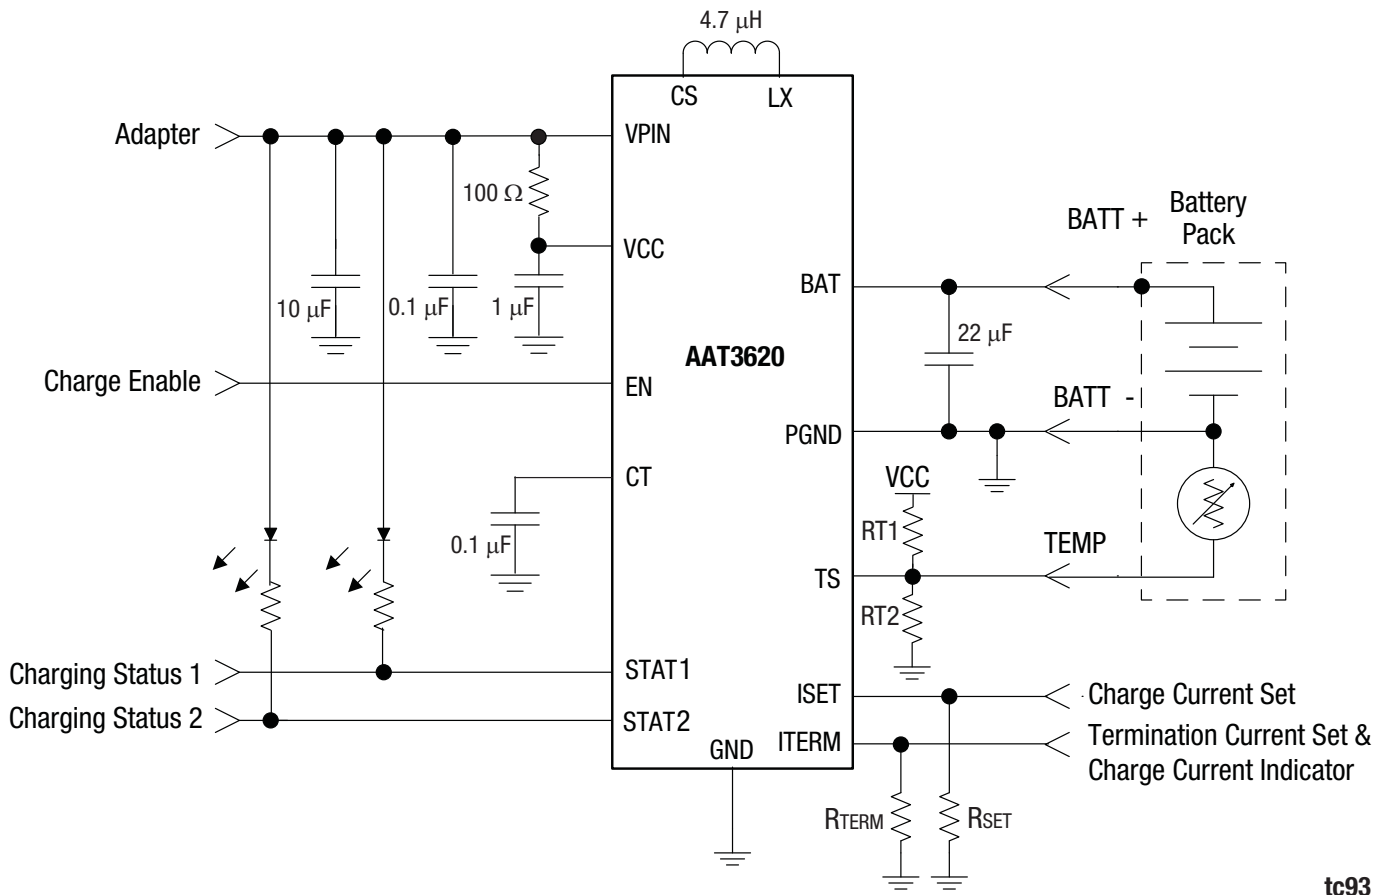 4.7 μH
CS
LX
Adapter
VPIN
100 Ω
VCC
10 μF
0.1 μF
1 μF
AAT3620
Charge Enable
EN
CT
0.1 μF
Charging Status 1
STAT1
Charging Status 2
STAT2
GND
BATT +
Battery
Pack
BAT
22 μF
BATT -
PGND
VCC
RT1
TEMP
TS
RT2
ISET
Charge Current Set
ITERM
Termination Current Set &
Charge Current Indicator
RTERM
RSET
tc93